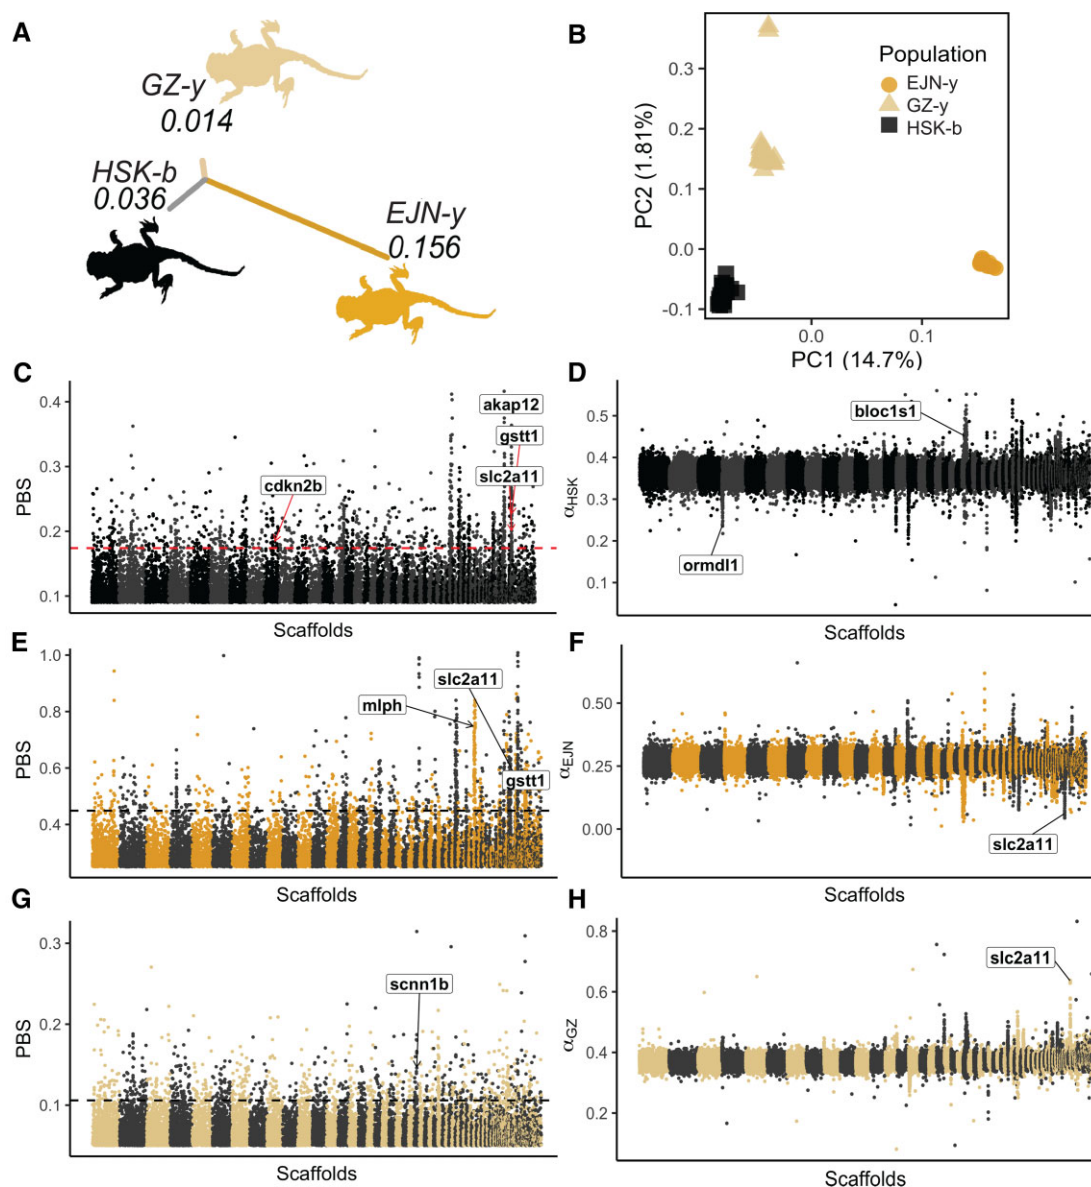 A
GZ-y
0.014
HSK-b
0.036
EJN-y
0.156
B
PC2 (1.81%)
0.3
0.2
0.1
0.0
-0.1
Population
EJN-y
GZ-y
HSK-b
0.0
0.1
PC1 (14.7%)
C
PBS
0.4
0.3
0.2
0.1
akap12
gstt1
slc2a11
cdkn2b
Scaffolds
D
αHSK
0.5
0.4
0.3
0.2
0.1
bloc1s1
ormdl1
Scaffolds
E
PBS
1.0
0.8
0.6
0.4
slc2a11
mlph
gstt1
Scaffolds
F
αEJN
0.50
0.25
0.00
slc2a11
Scaffolds
G
PBS
0.3
0.2
0.1
scnn1b
Scaffolds
H
αGZ
0.8
0.6
0.4
0.2
slc2a11
Scaffolds